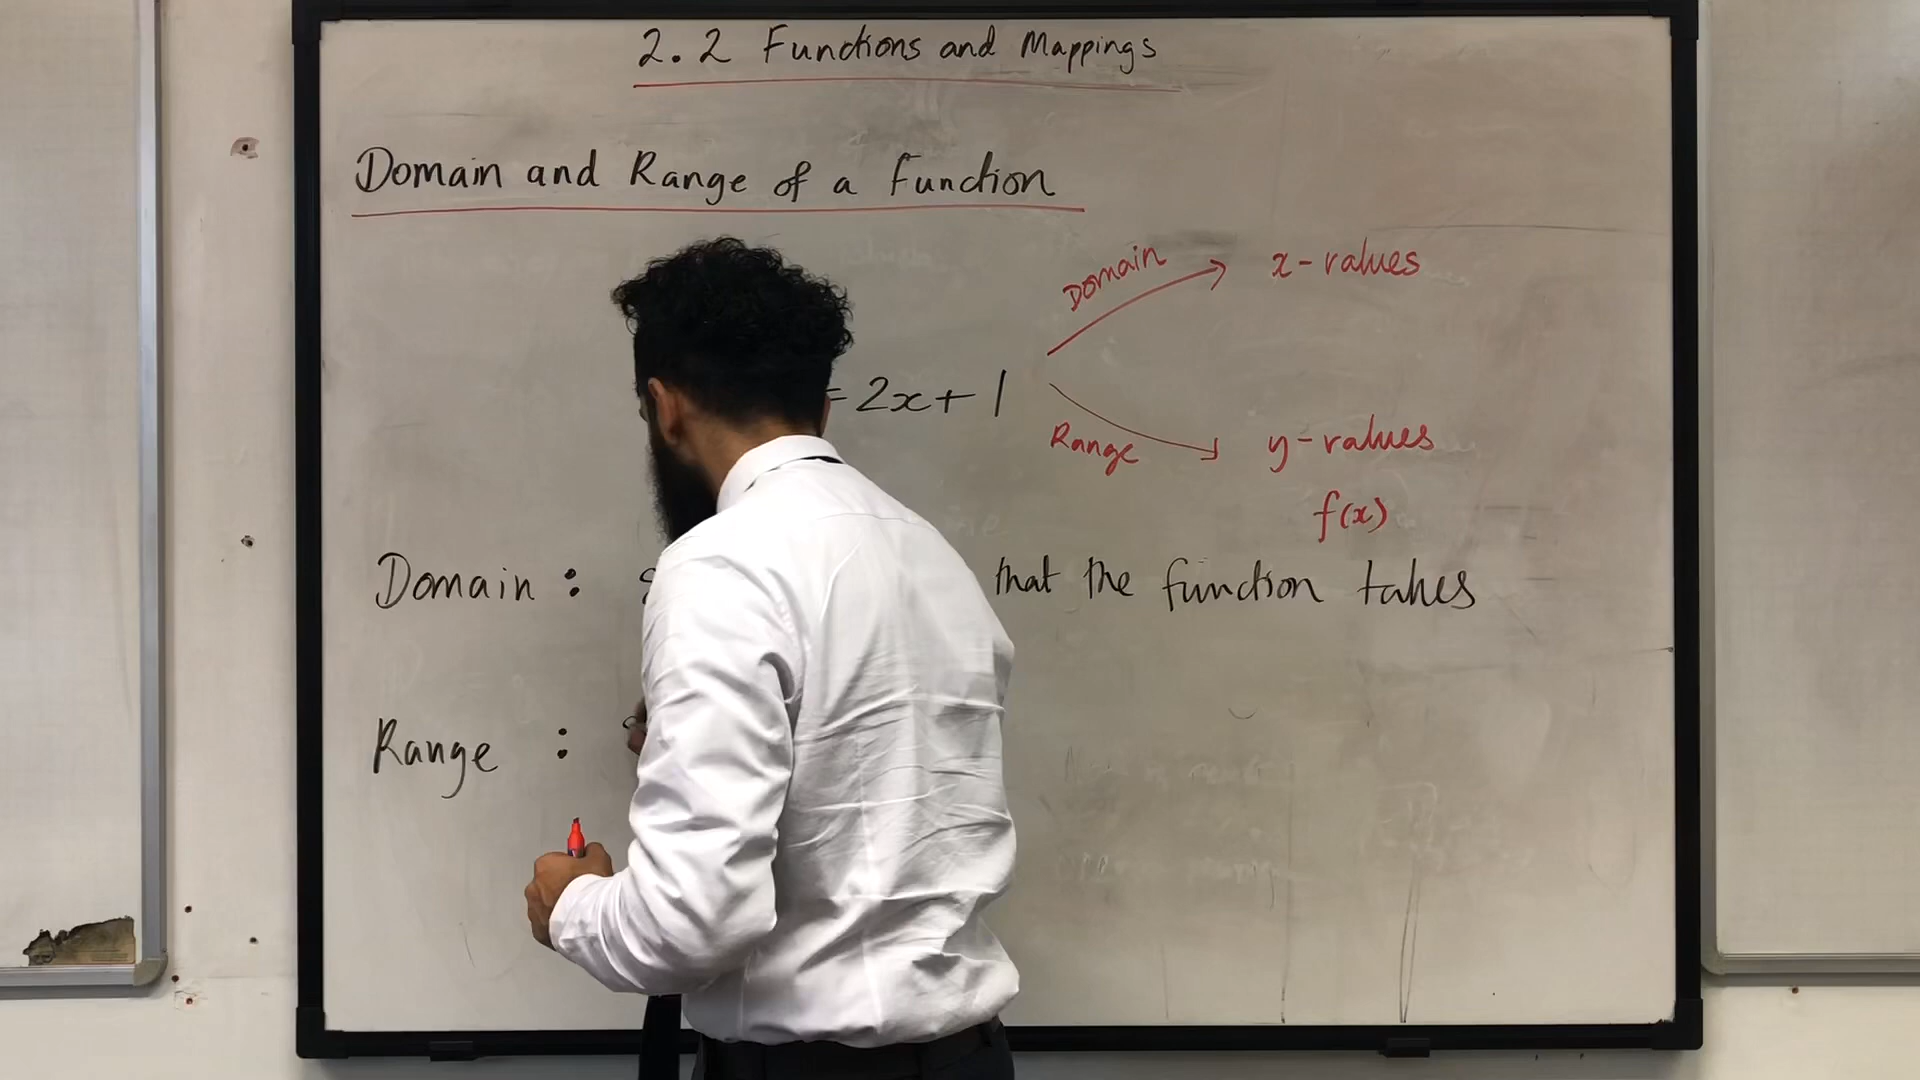 2.2 Functions and Mappings
Domain and Range of a Function
Domain
x-values
= 2x + 1
Range
y-values
f(x)
Domain : that the function takes
Range :